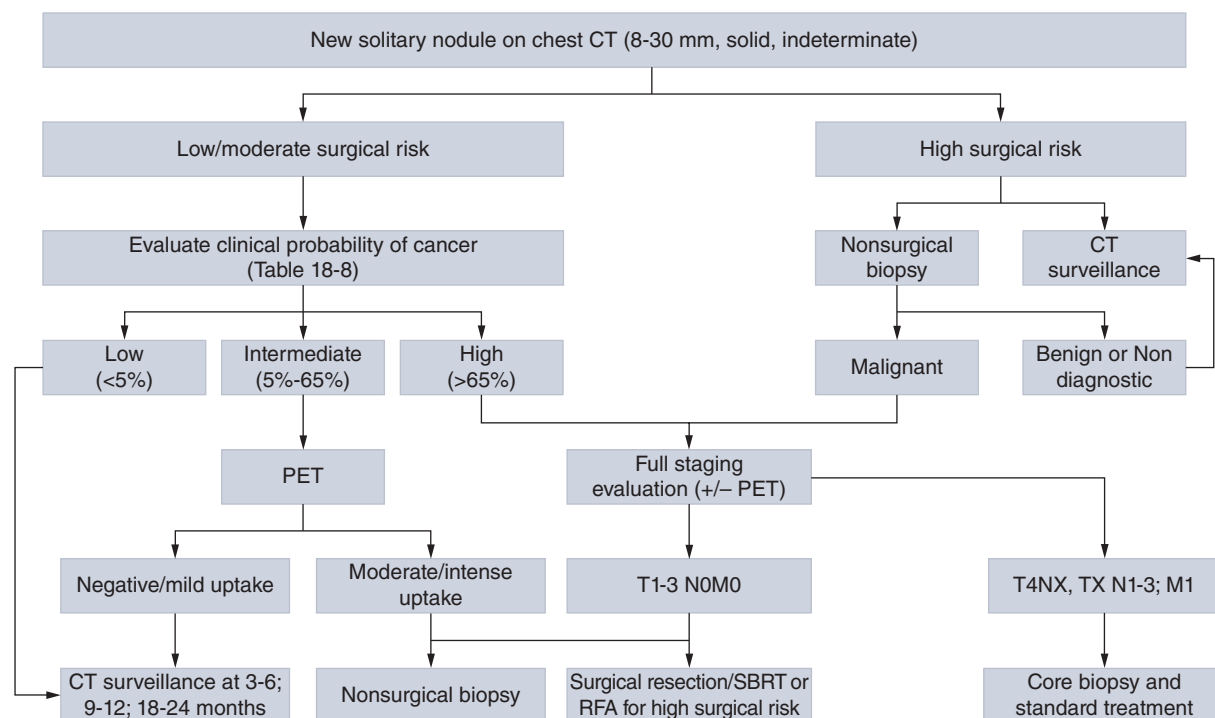 New solitary nodule on chest CT (8-30 mm, solid, indeterminate)
Low/moderate surgical risk
High surgical risk
Evaluate clinical probability of cancer
(Table 18-8)
Nonsurgical
biopsy
CT
surveillance
Low
(<5%)
Intermediate
(5%-65%)
High
(>65%)
Malignant
Benign or Non
diagnostic
PET
Full staging
evaluation (+/– PET)
Negative/mild uptake
Moderate/intense
uptake
T1-3 N0M0
T4NX, TX N1-3; M1
CT surveillance at 3-6;
9-12; 18-24 months
Nonsurgical biopsy
Surgical resection/SBRT or
RFA for high surgical risk
Core biopsy and
standard treatment